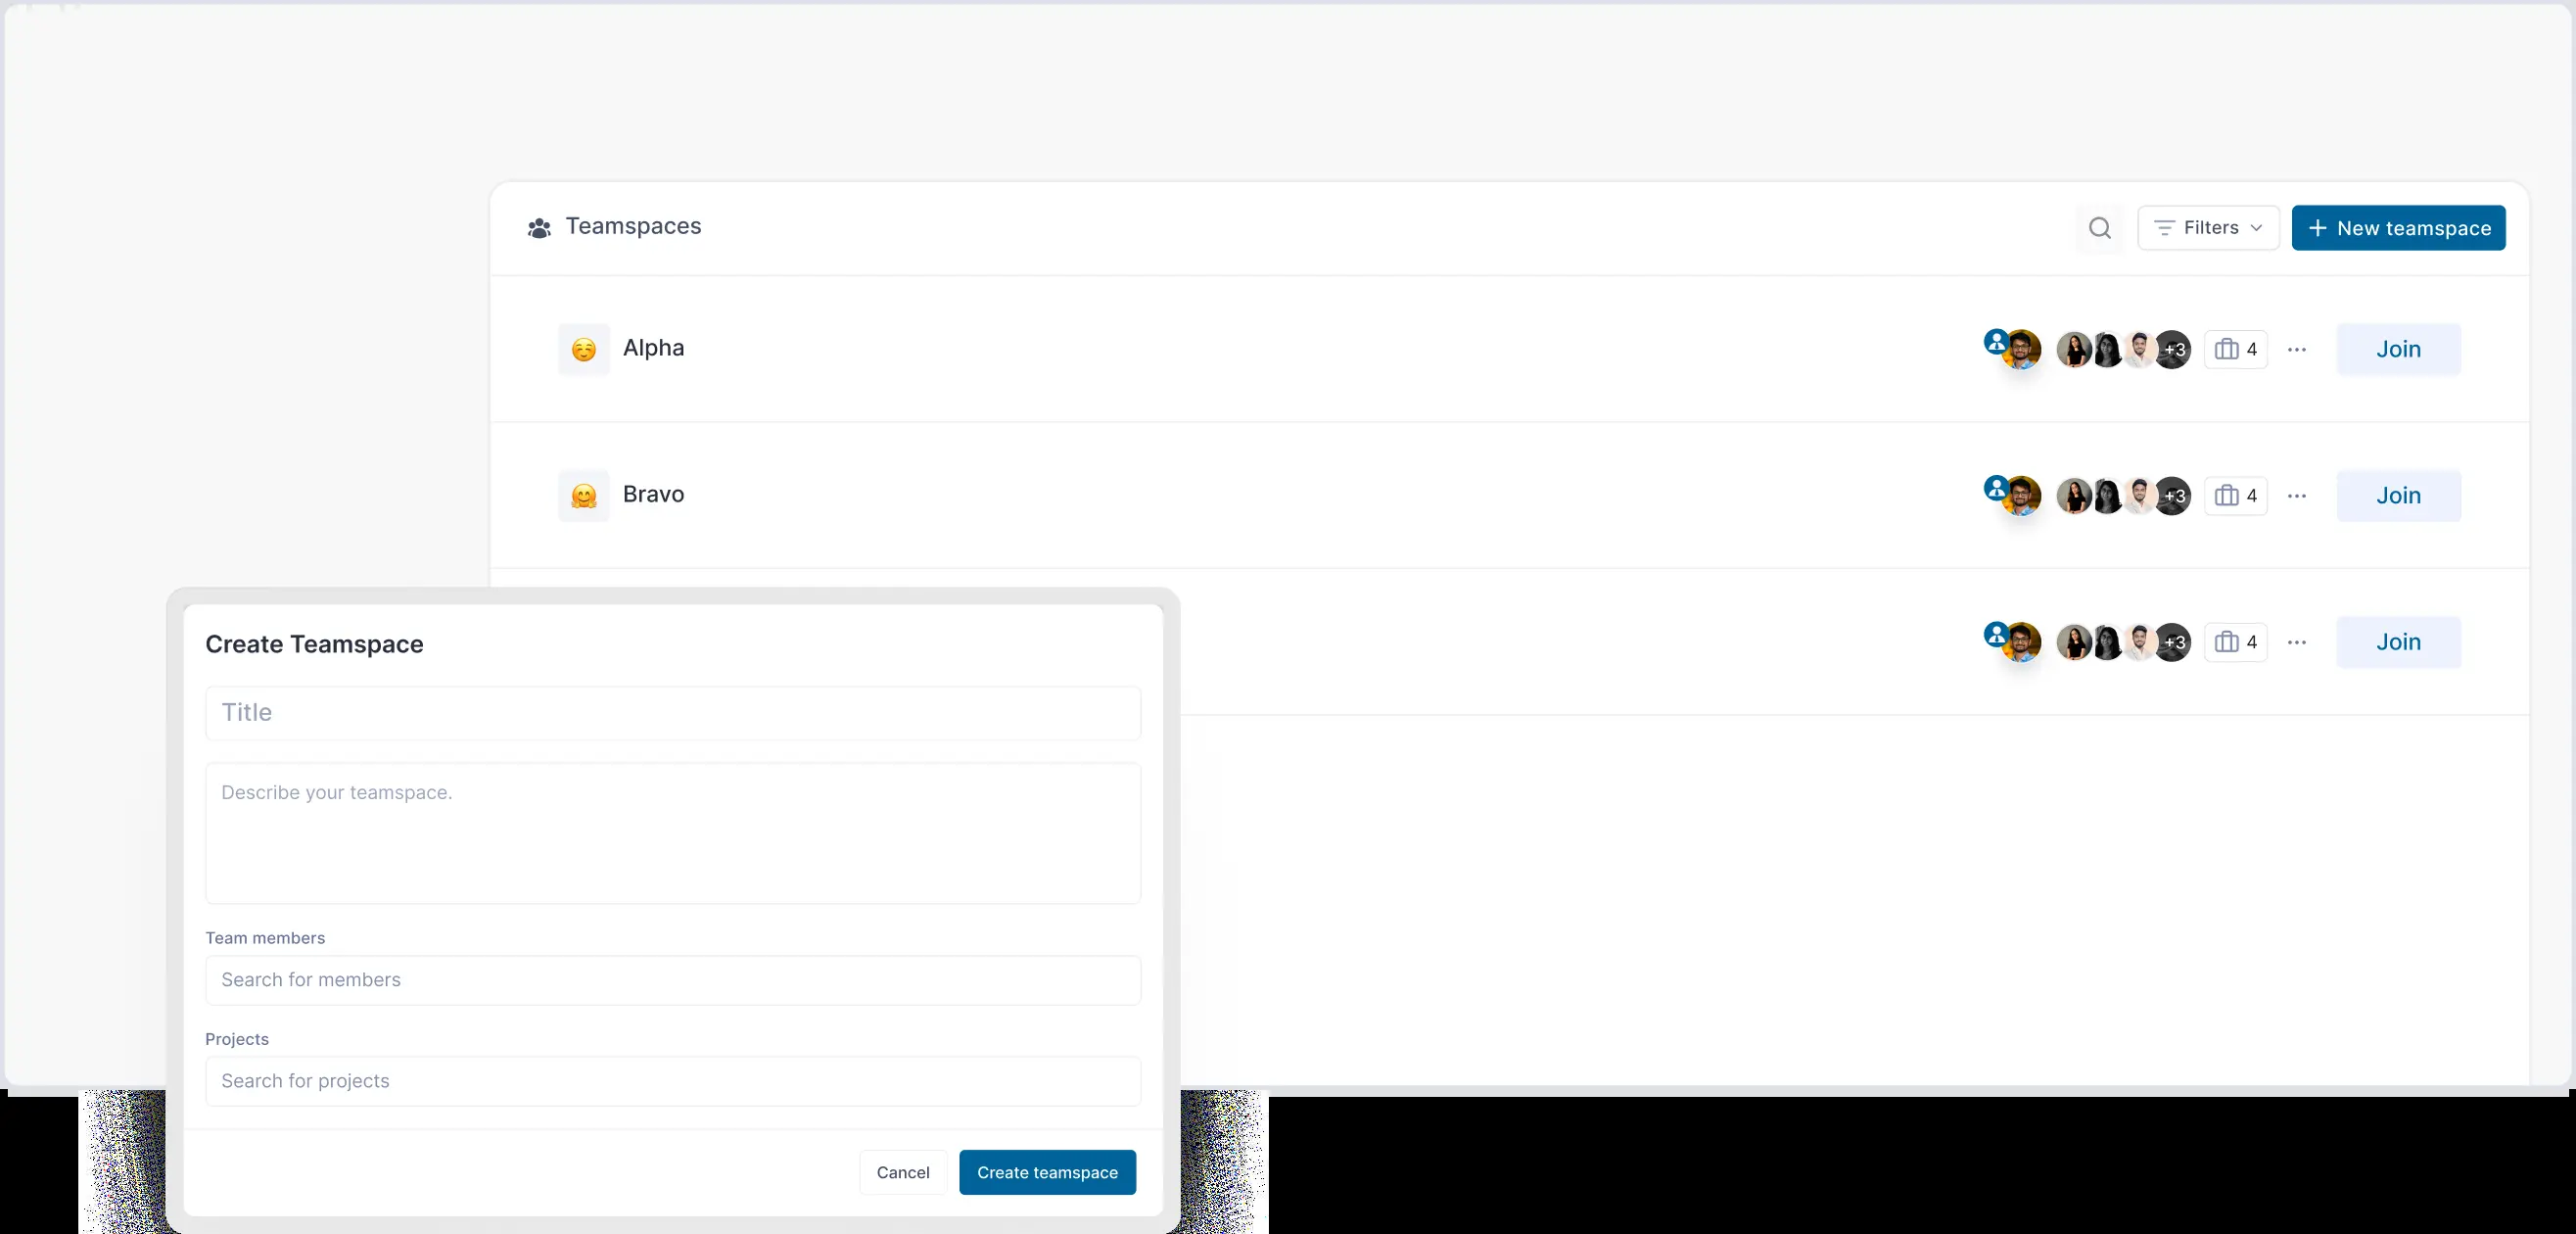 Teamspaces
Filters
New teamspace
Alpha
+3
4
Join
Bravo
+3
4
Join
+3
4
Join
Create Teamspace
Title
Describe your teamspace.
Team members
Search for members
Projects
Search for projects
Cancel
Create teamspace